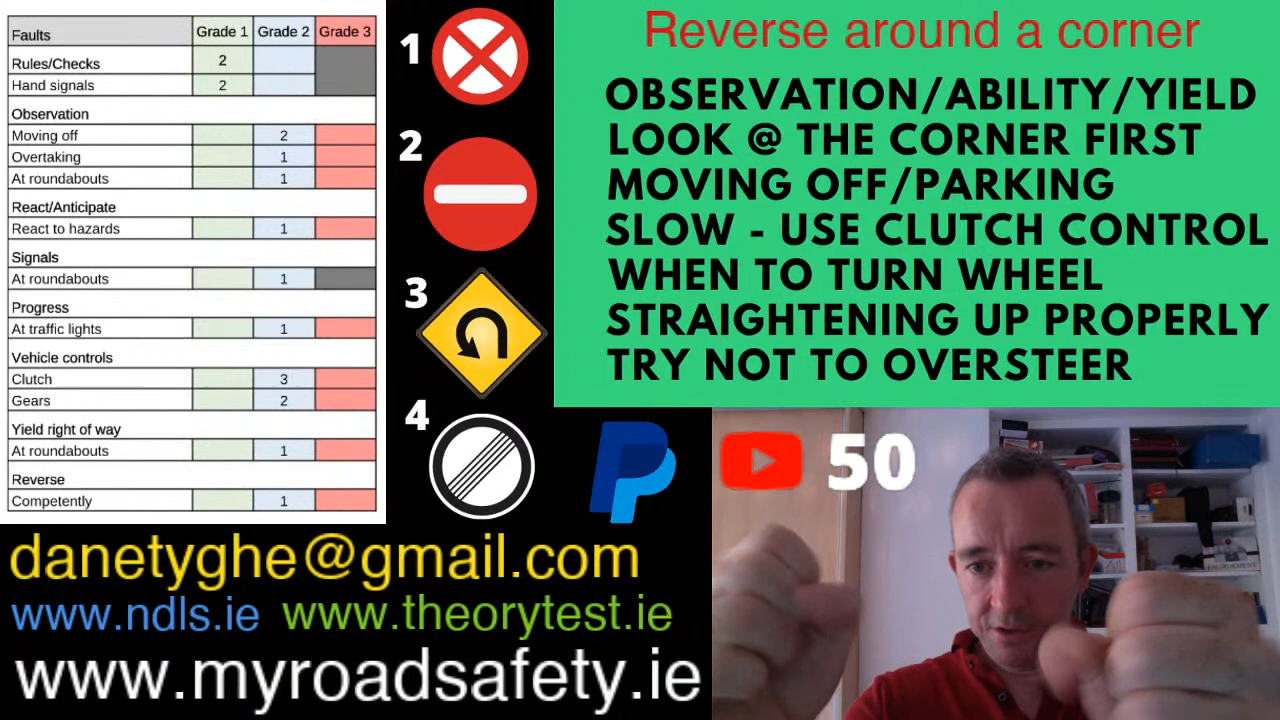 Faults Grade 1 Grade 2 Grade 3
Rules/Checks 2
Hand signals 2
Observation
Moving off 2
Overtaking 1
At roundabouts 1
React/Anticipate
React to hazards 1
Signals
At roundabouts 1
Progress
At traffic lights 1
Vehicle controls
Clutch 3
Gears 2
Yield right of way
At roundabouts 1
Reverse
Competently 1
1
2
3
4
Reverse around a corner
OBSERVATION/ABILITY/YIELD
LOOK @ THE CORNER FIRST
MOVING OFF/PARKING
SLOW - USE CLUTCH CONTROL
WHEN TO TURN WHEEL
STRAIGHTENING UP PROPERLY
TRY NOT TO OVERSTEER
50
danetyghe@gmail.com
www.ndls.ie www.theorytest.ie
www.myroadsafety.ie